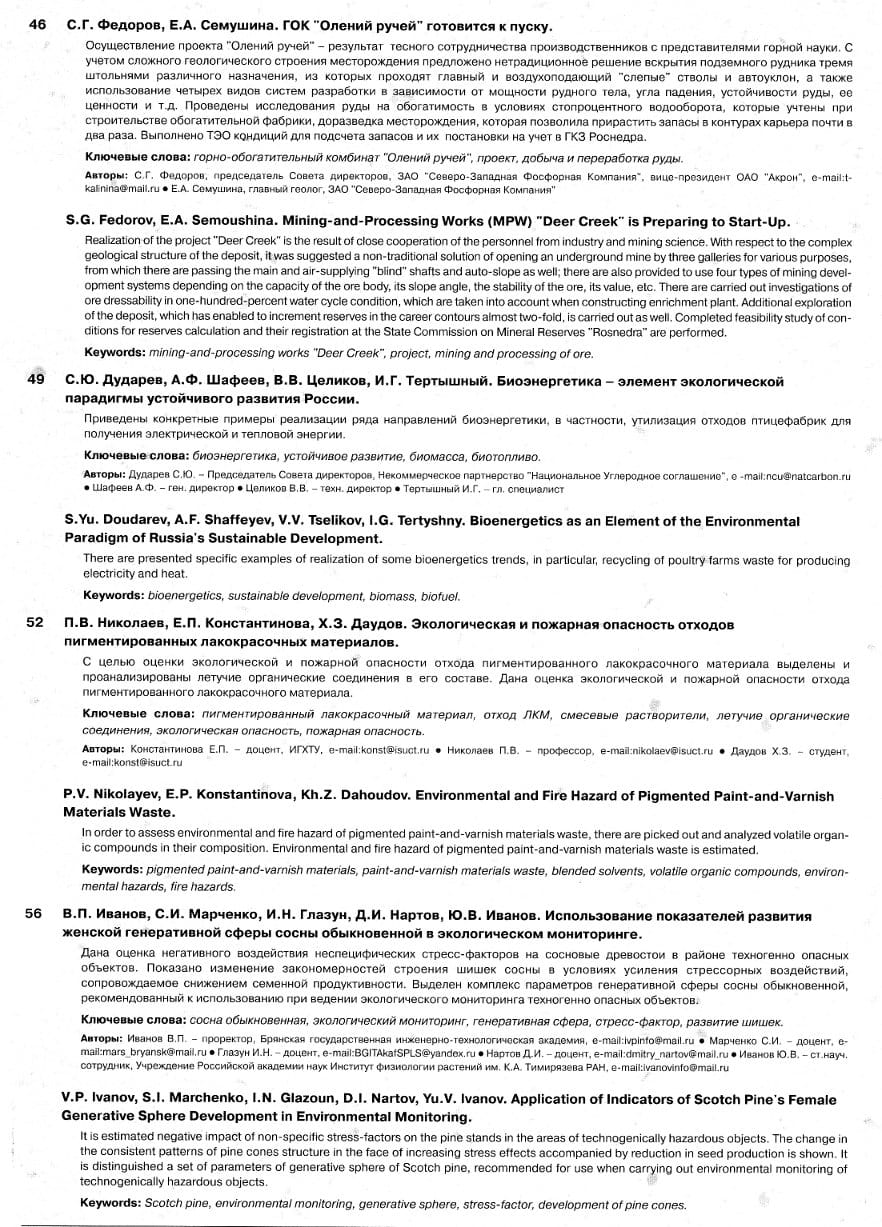 46 С.Г. Федоров, Е.А. Семушина. ГОК "Олений ручей" готовится к пуску.
Осуществление проекта "Олений ручей" – результат тесного сотрудничества производственников с представителями горной науки. С
учетом сложного геологического строения месторождения предложено нетрадиционное решение вскрытия подземного рудника тремя
штольнями различного назначения, из которых проходят главный и воздухоподающий "слепые" стволы и автоуклон, а также
использование четырех видов систем разработки в зависимости от мощности рудного тела, угла падения, устойчивости руды, ее
ценности и т.д. Проведены исследования руды на обогатимость в условиях стопроцентного водооборота, которые учтены при
строительстве обогатительной фабрики, доразведка месторождения, которая позволила прирастить запасы в контурах карьера почти в
два раза. Выполнено ТЭО кондиций для подсчета запасов и их постановки на учет в ГКЗ Роснедра.
Ключевые слова: горно-обогатительный комбинат "Олений ручей", проект, добыча и переработка руды.
Авторы: С.Г. Федоров, председатель Совета директоров, ЗАО "Северо-Западная Фосфорная Компания", вице-президент ОАО "Акрон", e-mail:t-
kalinina@mail.ru ● Е.А. Семушина, главный геолог, ЗАО "Северо-Западная Фосфорная Компания"
S.G. Fedorov, E.A. Semoushina. Mining-and-Processing Works (MPW) "Deer Creek" is Preparing to Start-Up.
Realization of the project "Deer Creek" is the result of close cooperation of the personnel from industry and mining science. With respect to the complex
geological structure of the deposit, it was suggested a non-traditional solution of opening an underground mine by three galleries for various purposes,
from which there are passing the main and air-supplying "blind" shafts and auto-slope as well; there are also provided to use four types of mining devel-
opment systems depending on the capacity of the ore body, its slope angle, the stability of the ore, its value, etc. There are carried out investigations of
ore dressability in one-hundred-percent water cycle condition, which are taken into account when constructing enrichment plant. Additional exploration
of the deposit, which has enabled to increment reserves in the career contours almost two-fold, is carried out as well. Completed feasibility study of con-
ditions for reserves calculation and their registration at the State Commission on Mineral Reserves "Rosnedra" are performed.
Keywords: mining-and-processing works "Deer Creek", project, mining and processing of ore.
49 С.Ю. Дударев, А.Ф. Шафеев, В.В. Целиков, И.Г. Тертышный. Биоэнергетика – элемент экологической
парадигмы устойчивого развития России.
Приведены конкретные примеры реализации ряда направлений биоэнергетики, в частности, утилизация отходов птицефабрик для
получения электрической и тепловой энергии.
Ключевые слова: биоэнергетика, устойчивое развитие, биомасса, биотопливо.
Авторы: Дударев С.Ю. – Председатель Совета директоров, Некоммерческое партнерство "Национальное Углеродное соглашение", e -mail:ncu@natcarbon.ru
● Шафеев А.Ф. – ген. директор ● Целиков В.В. – техн. директор ● Тертышный И.Г. – гл. специалист
S.Yu. Doudarev, A.F. Shaffeyev, V.V. Tselikov, I.G. Tertyshny. Bioenergetics as an Element of the Environmental
Paradigm of Russia's Sustainable Development.
There are presented specific examples of realization of some bioenergetics trends, in particular, recycling of poultry farms waste for producing
electricity and heat.
Keywords: bioenergetics, sustainable development, biomass, biofuel.
52 П.В. Николаев, Е.П. Константинова, Х.З. Даудов. Экологическая и пожарная опасность отходов
пигментированных лакокрасочных материалов.
С целью оценки экологической и пожарной опасности отхода пигментированного лакокрасочного материала выделены и
проанализированы летучие органические соединения в его составе. Дана оценка экологической и пожарной опасности отхода
пигментированного лакокрасочного материала.
Ключевые слова: пигментированный лакокрасочный материал, отход ЛКМ, смесевые растворители, летучие органические
соединения, экологическая опасность, пожарная опасность.
Авторы: Константинова Е.П. – доцент, ИГХТУ, e-mail:konst@isuct.ru ● Николаев П.В. – профессор, e-mail:nikolaev@isuct.ru ● Даудов Х.З. – студент,
e-mail:konst@isuct.ru
P.V. Nikolayev, E.P. Konstantinova, Kh.Z. Dahoudov. Environmental and Fire Hazard of Pigmented Paint-and-Varnish
Materials Waste.
In order to assess environmental and fire hazard of pigmented paint-and-varnish materials waste, there are picked out and analyzed volatile organ-
ic compounds in their composition. Environmental and fire hazard of pigmented paint-and-varnish materials waste is estimated.
Keywords: pigmented paint-and-varnish materials, paint-and-varnish materials waste, blended solvents, volatile organic compounds, environ-
mental hazards, fire hazards.
56 В.П. Иванов, С.И. Марченко, И.Н. Глазун, Д.И. Нартов, Ю.В. Иванов. Использование показателей развития
женской генеративной сферы сосны обыкновенной в экологическом мониторинге.
Дана оценка негативного воздействия неспецифических стресс-факторов на сосновые древостои в районе техногенно опасных
объектов. Показано изменение закономерностей строения шишек сосны в условиях усиления стрессорных воздействий,
сопровождаемое снижением семенной продуктивности. Выделен комплекс параметров генеративной сферы сосны обыкновенной,
рекомендованный к использованию при ведении экологического мониторинга техногенно опасных объектов.
Ключевые слова: сосна обыкновенная, экологический мониторинг, генеративная сфера, стресс-фактор, развитие шишек.
Авторы: Иванов В.П. – проректор, Брянская государственная инженерно-технологическая академия, e-mail:ivpinfo@mail.ru ● Марченко С.И. – доцент, e-
mail:mars_bryansk@mail.ru ● Глазун И.Н. – доцент, e-mail:BGITAkafSPLS@yandex.ru ● Нартов Д.И. – доцент, e-mail:dmitry_nartov@mail.ru ● Иванов Ю.В. – ст.науч.
сотрудник, Учреждение Российской академии наук Институт физиологии растений им. К.А. Тимирязева РАН, e-mail:ivanovinfo@mail.ru
V.P. Ivanov, S.I. Marchenko, I.N. Glazoun, D.I. Nartov, Yu.V. Ivanov. Application of Indicators of Scotch Pine's Female
Generative Sphere Development in Environmental Monitoring.
It is estimated negative impact of non-specific stress-factors on the pine stands in the areas of technogenically hazardous objects. The change in
the consistent patterns of pine cones structure in the face of increasing stress effects accompanied by reduction in seed production is shown. It
is distinguished a set of parameters of generative sphere of Scotch pine, recommended for use when carrying out environmental monitoring of
technogenically hazardous objects.
Keywords: Scotch pine, environmental monitoring, generative sphere, stress-factor, development of pine cones.